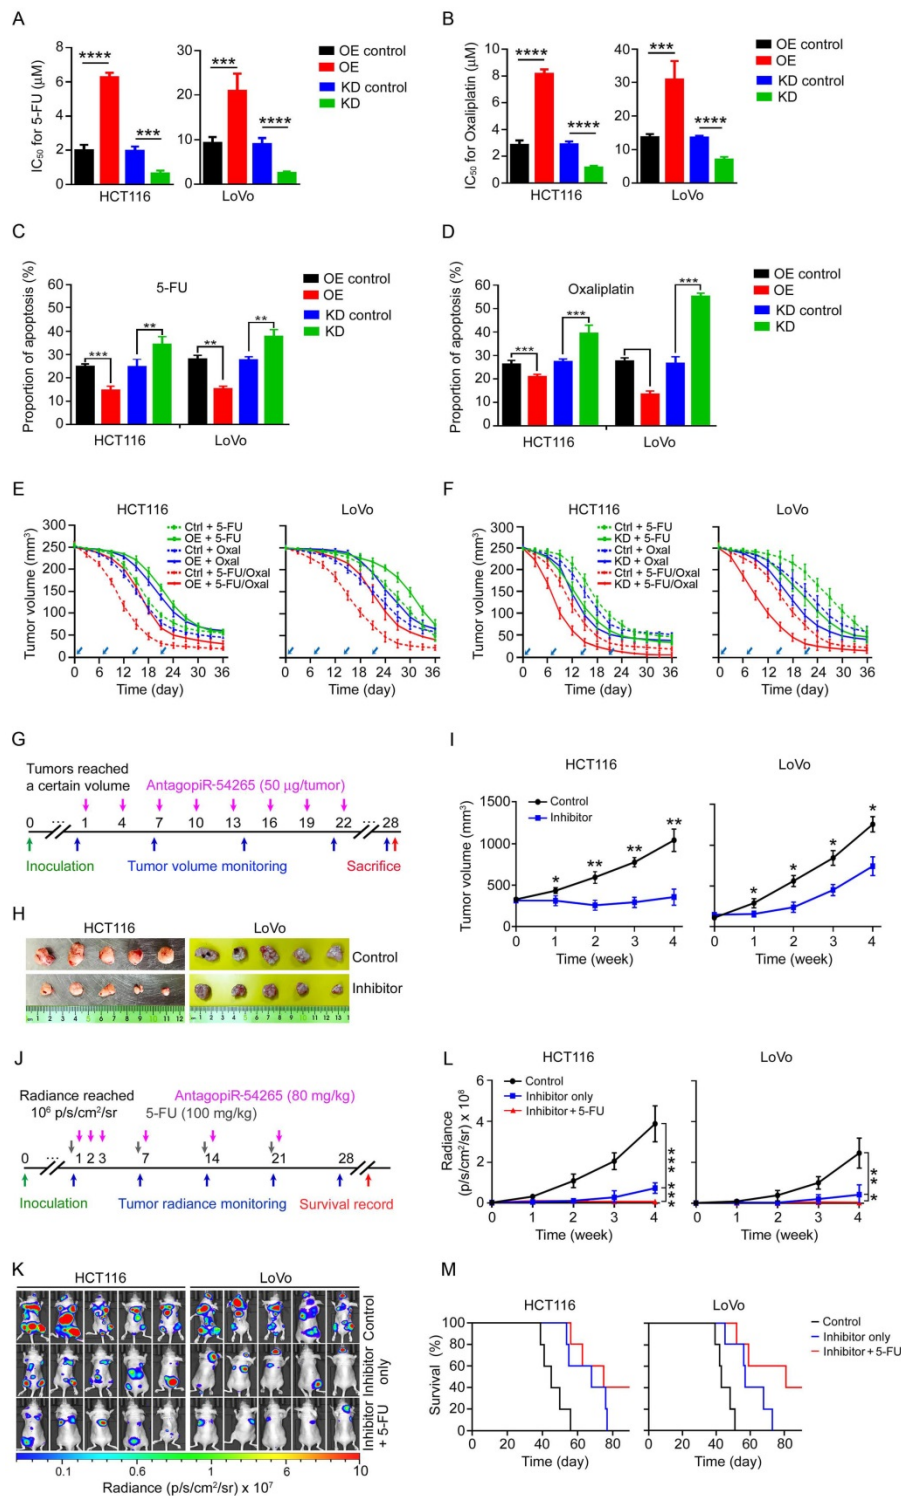 A
B
IC50 for 5-FU (μM)
8
6
4
2
0
****
***
HCT116
30
20
10
0
***
****
LoVo
OE control
OE
KD control
KD
IC50 for Oxaliplatin (μM)
10
8
6
4
2
0
****
****
HCT116
40
30
20
10
0
***
****
LoVo
OE control
OE
KD control
KD
C
D
Proportion of apoptosis (%)
60
50
40
30
20
10
0
5-FU
***
**
**
**
HCT116
LoVo
OE control
OE
KD control
KD
Proportion of apoptosis (%)
60
50
40
30
20
10
0
Oxaliplatin
***
***
***
***
HCT116
LoVo
OE control
OE
KD control
KD
E
F
HCT116
LoVo
Tumor volume (mm3)
300
250
200
150
100
50
0
Ctrl + 5-FU
OE + 5-FU
Ctrl + Oxal
OE + Oxal
Ctrl + 5-FU/Oxal
OE + 5-FU/Oxal
0 6 12 18 24 30 36
0 6 12 18 24 30 36
Time (day)
Time (day)
HCT116
LoVo
Tumor volume (mm3)
300
250
200
150
100
50
0
Ctrl + 5-FU
KD + 5-FU
Ctrl + Oxal
KD + Oxal
Ctrl + 5-FU/Oxal
KD + 5-FU/Oxal
0 6 12 18 24 30 36
0 6 12 18 24 30 36
Time (day)
Time (day)
G
Tumors reached
a certain volume
AntagopiR-54265 (50 μg/tumor)
0 ··· 1 4 7 10 13 16 19 22 ··· 28
Inoculation
Tumor volume monitoring
Sacrifice
H
HCT116
LoVo
Control
Inhibitor
I
HCT116
LoVo
Tumor volume (mm3)
1500
1000
500
0
Control
Inhibitor
* ** ** **
* * * *
0 1 2 3 4
0 1 2 3 4
Time (week)
Time (week)
J
Radiance reached
10⁶ p/s/cm²/sr
AntagopiR-54265 (80 mg/kg)
5-FU (100 mg/kg)
0 ··· 1 2 3 7 14 21 28
Inoculation
Tumor radiance monitoring
Survival record
K
HCT116
LoVo
Control
Inhibitor only
Inhibitor + 5-FU
0.1 0.6 1 6 10
Radiance (p/s/cm²/sr) x 10⁷
L
HCT116
LoVo
Radiance
(p/s/cm²/sr) x 10⁸
6
4
2
0
Control
Inhibitor only
Inhibitor + 5-FU
0 1 2 3 4
0 1 2 3 4
Time (week)
Time (week)
M
HCT116
LoVo
Survival (%)
100
80
60
40
20
0
Control
Inhibitor only
Inhibitor + 5-FU
0 20 40 60 80
0 20 40 60 80
Time (day)
Time (day)